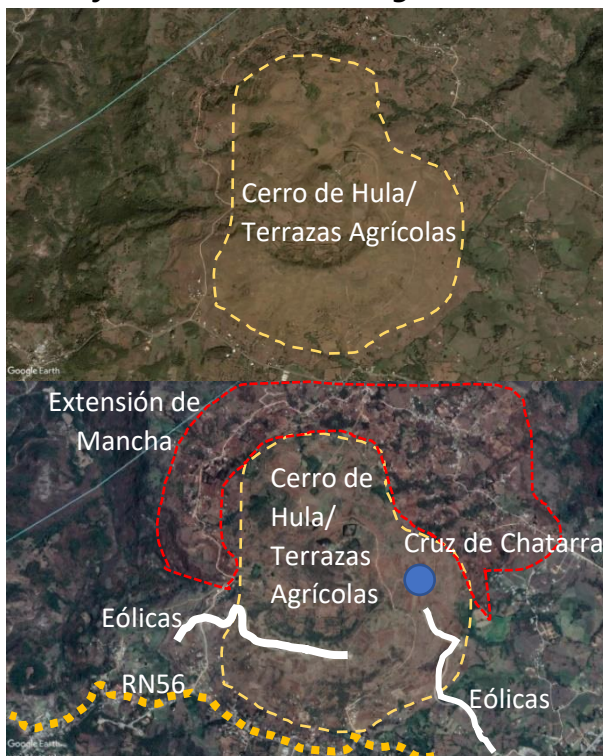 Cerro de Hula/
Terrazas Agrícolas
Google Earth
Extensión de
Mancha
Cerro de
Hula/
Terrazas
Agrícolas
Cruz de Chatarra
Eólicas
RN56
Eólicas
Google Earth